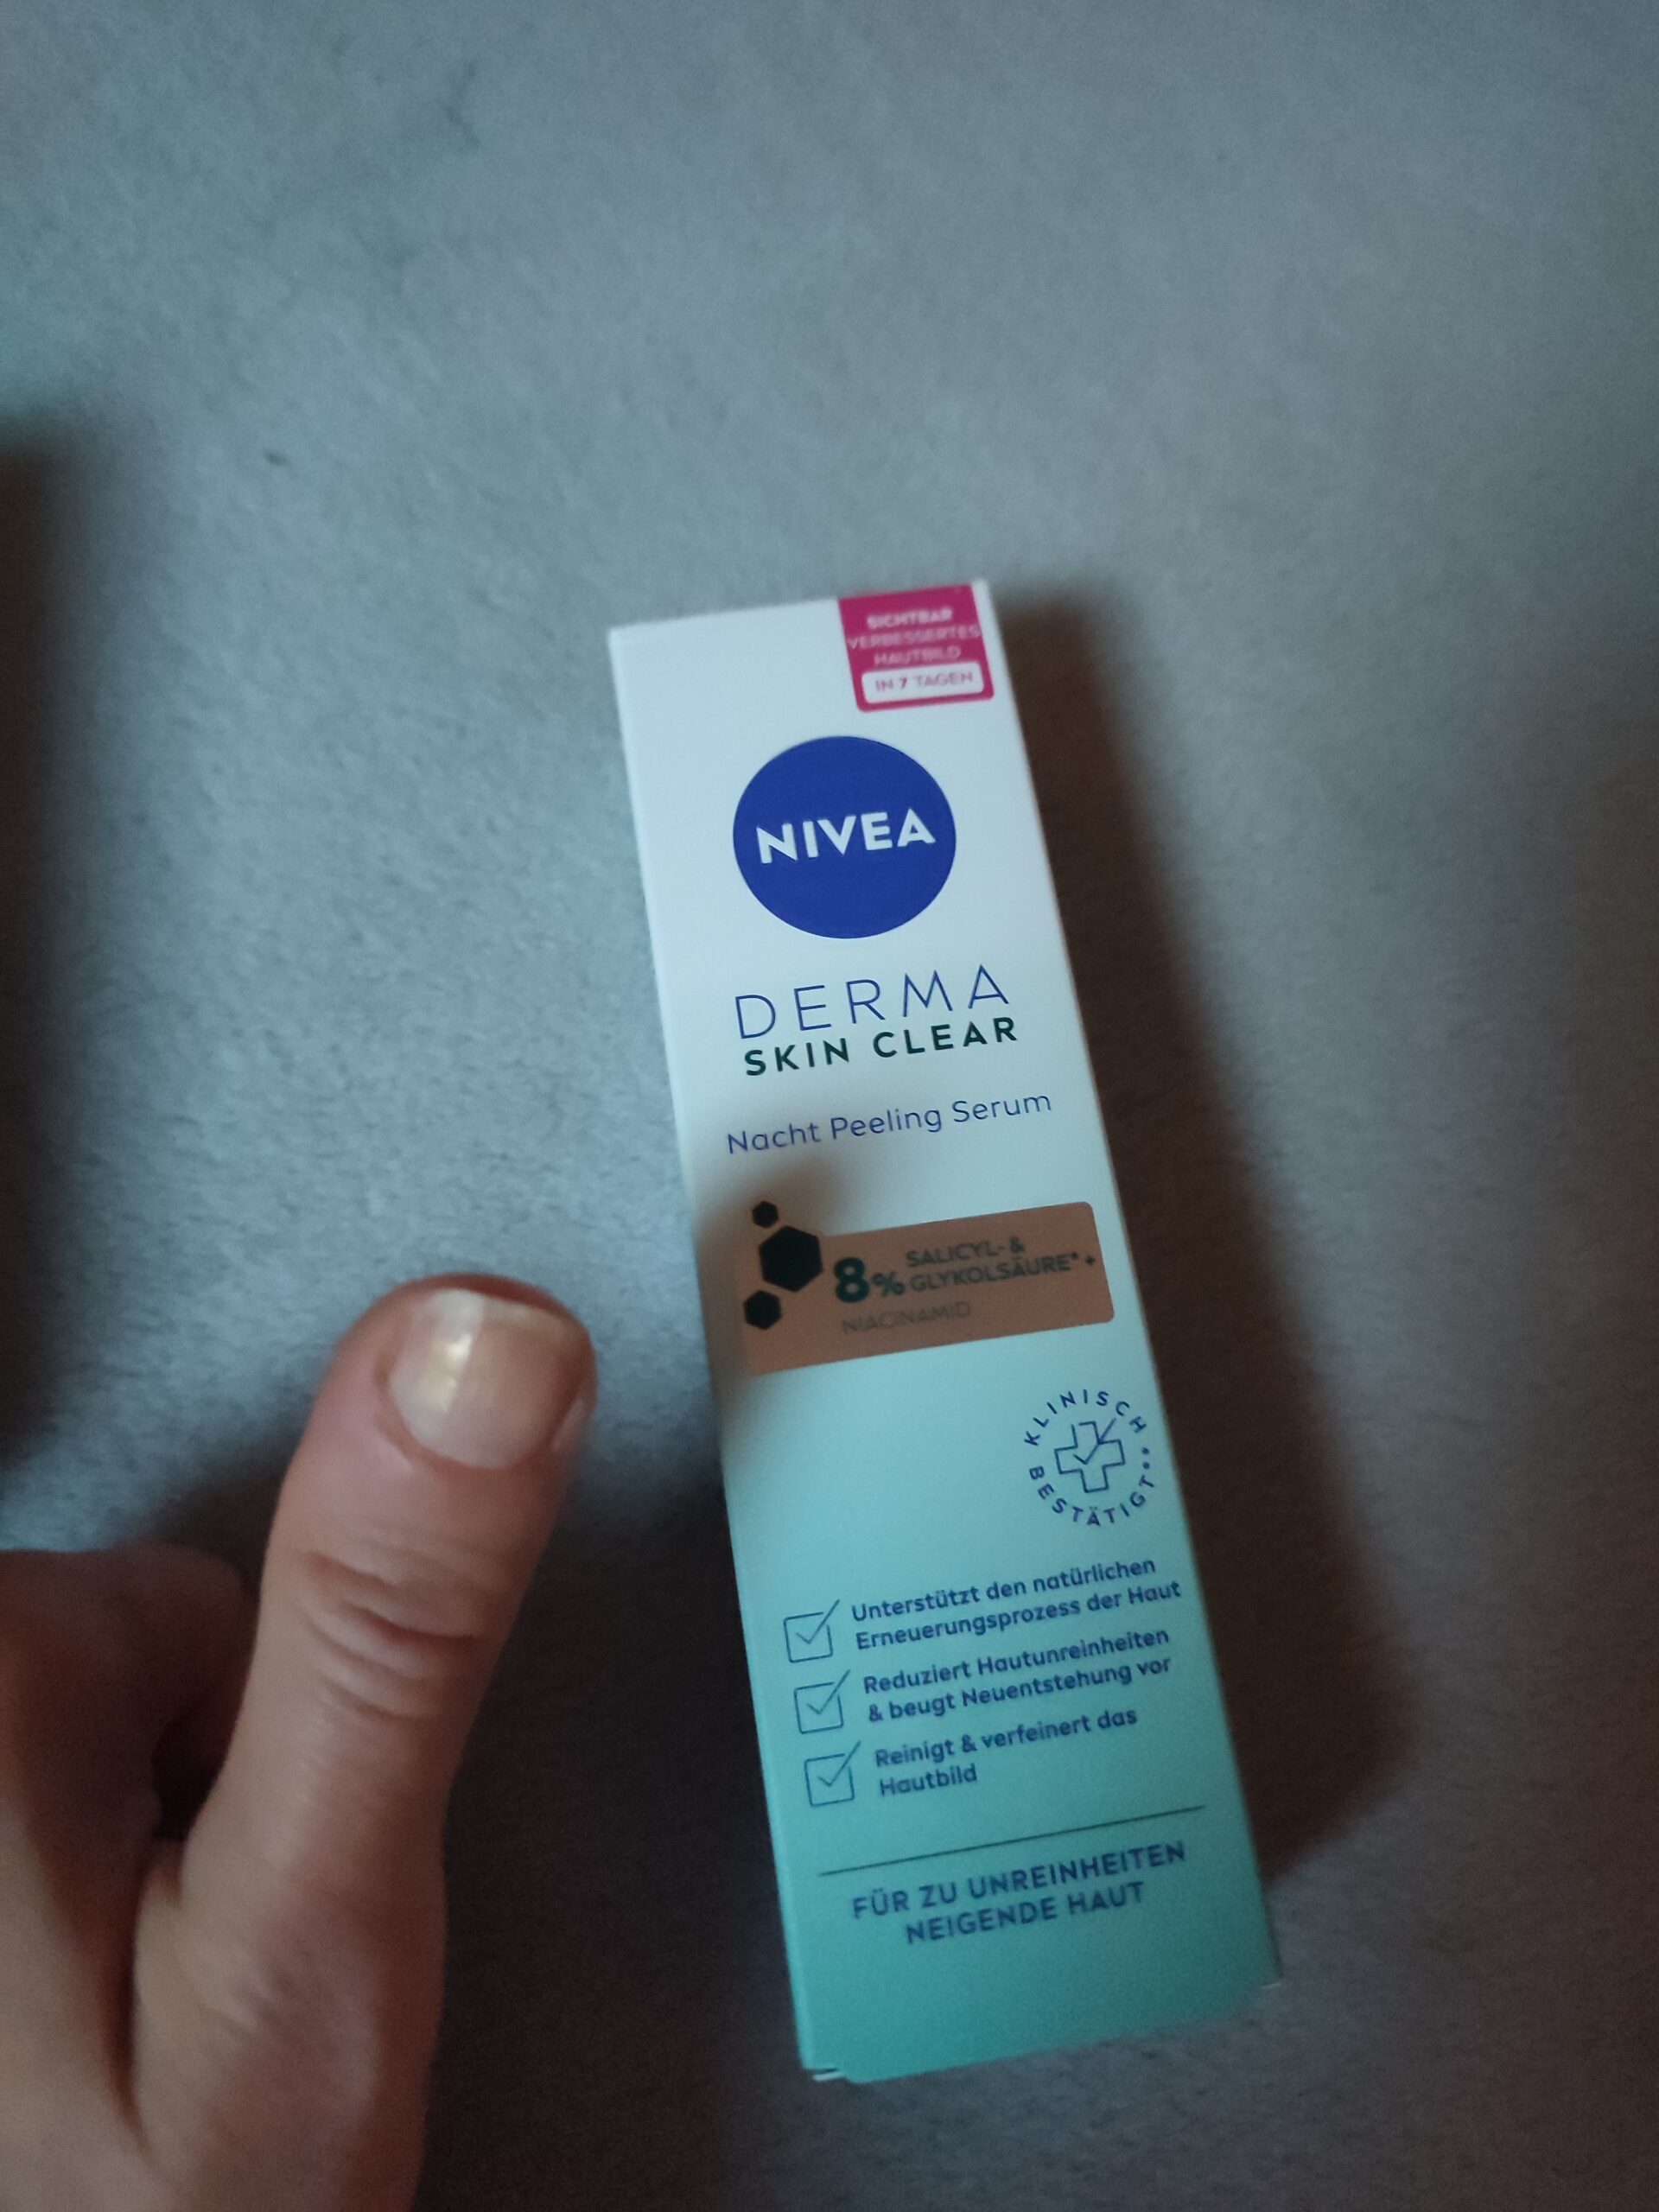 SICHTBAR
VERBESSERTES
HAUTBILD
IN 7 TAGEN
NIVEA
DERMA
SKIN CLEAR
Nacht Peeling Serum
8% SALICYL- &
GLYKOLSÄURE* +
NIACINAMID
KLINISCH
BESTÄTIGT
Unterstützt den natürlichen
Erneuerungsprozess der Haut
Reduziert Hautunreinheiten
& beugt Neuentstehung vor
Reinigt & verfeinert das
Hautbild
FÜR ZU UNREINHEITEN
NEIGENDE HAUT